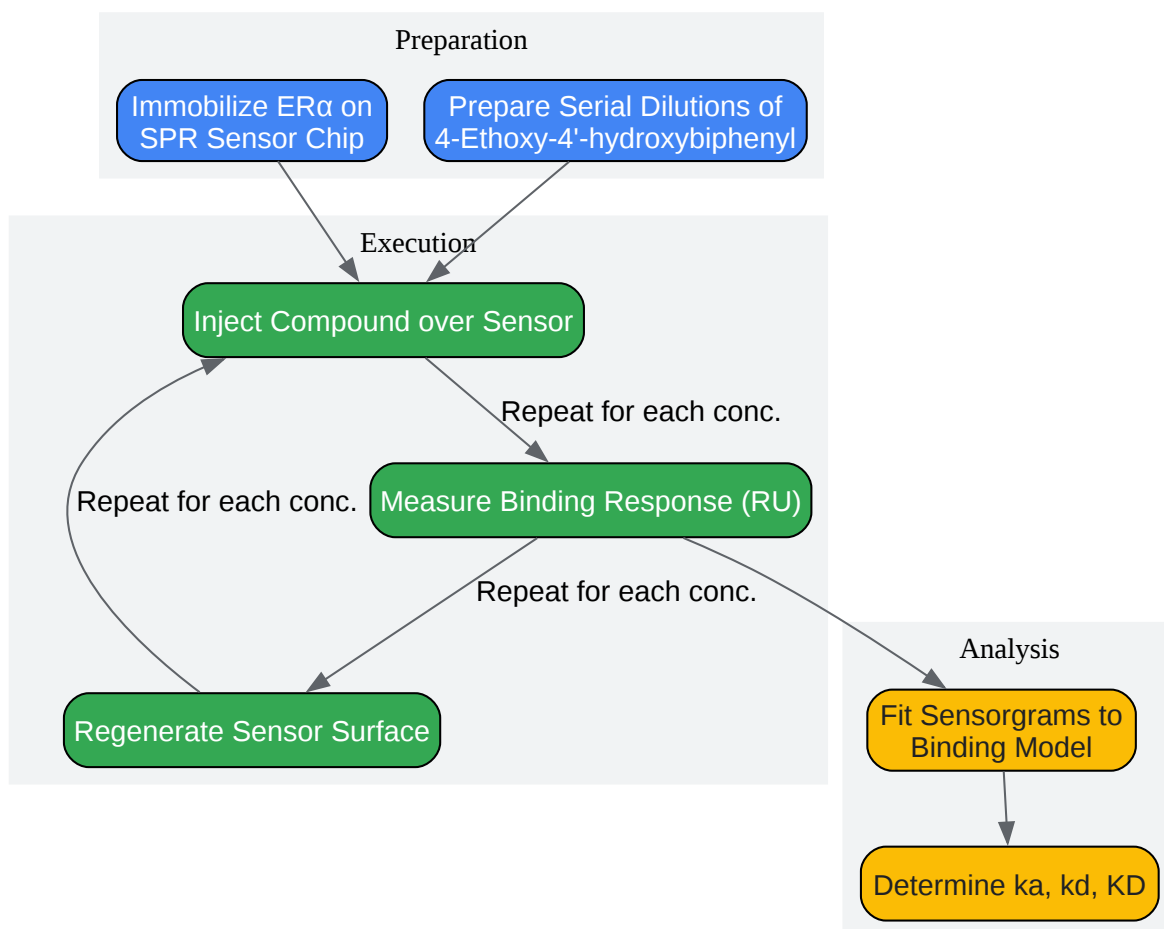 Preparation
Immobilize ERα on
SPR Sensor Chip
Prepare Serial Dilutions of
4-Ethoxy-4'-hydroxybiphenyl
Execution
Inject Compound over Sensor
Repeat for each conc.
Repeat for each conc.
Measure Binding Response (RU)
Repeat for each conc.
Regenerate Sensor Surface
Analysis
Fit Sensorgrams to
Binding Model
Determine ka, kd, KD